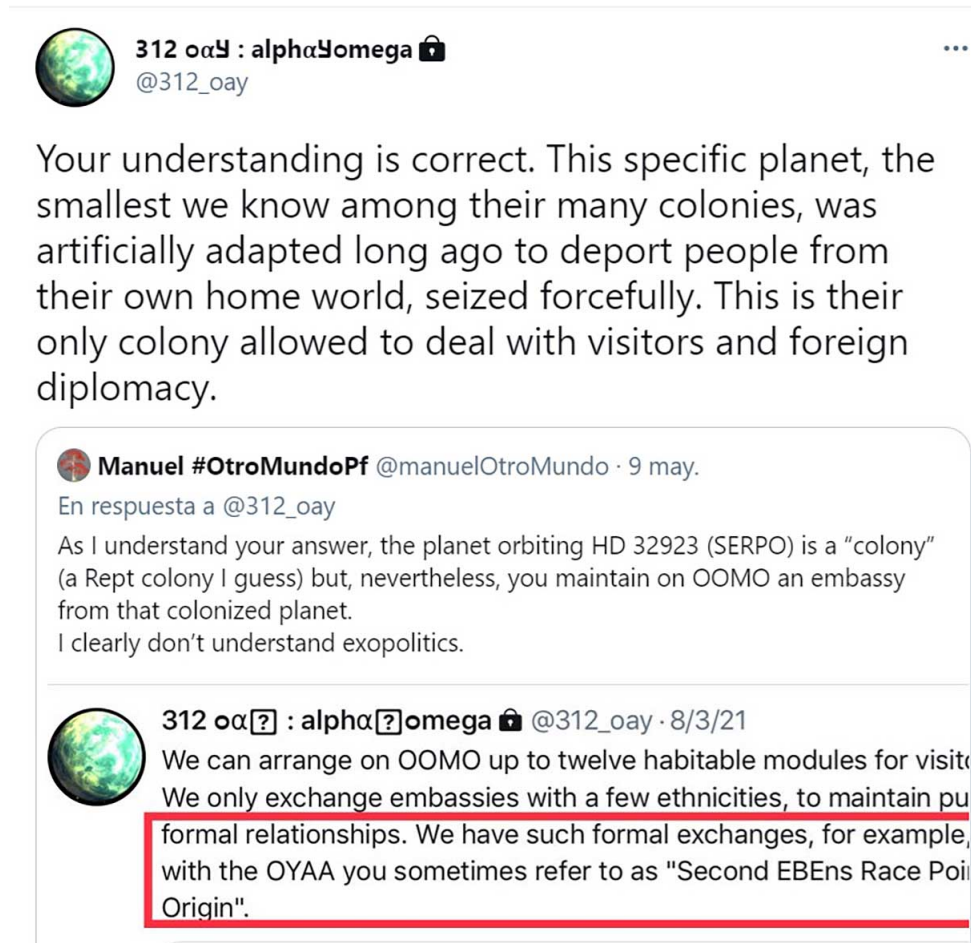 312 oαY : alphαYomega
@312_oay
Your understanding is correct. This specific planet, the
smallest we know among their many colonies, was
artificially adapted long ago to deport people from
their own home world, seized forcefully. This is their
only colony allowed to deal with visitors and foreign
diplomacy.
Manuel #OtroMundoPf @manuelOtroMundo · 9 may.
En respuesta a @312_oay
As I understand your answer, the planet orbiting HD 32923 (SERPO) is a “colony”
(a Rept colony I guess) but, nevertheless, you maintain on OOMO an embassy
from that colonized planet.
I clearly don’t understand exopolitics.
312 oα⍰ : alphα⍰omega @312_oay · 8/3/21
We can arrange on OOMO up to twelve habitable modules for
We only exchange embassies with a few ethnicities, to maintain
formal relationships. We have such formal exchanges, for example,
with the OYAA you sometimes refer to as "Second EBEns Race
Origin".